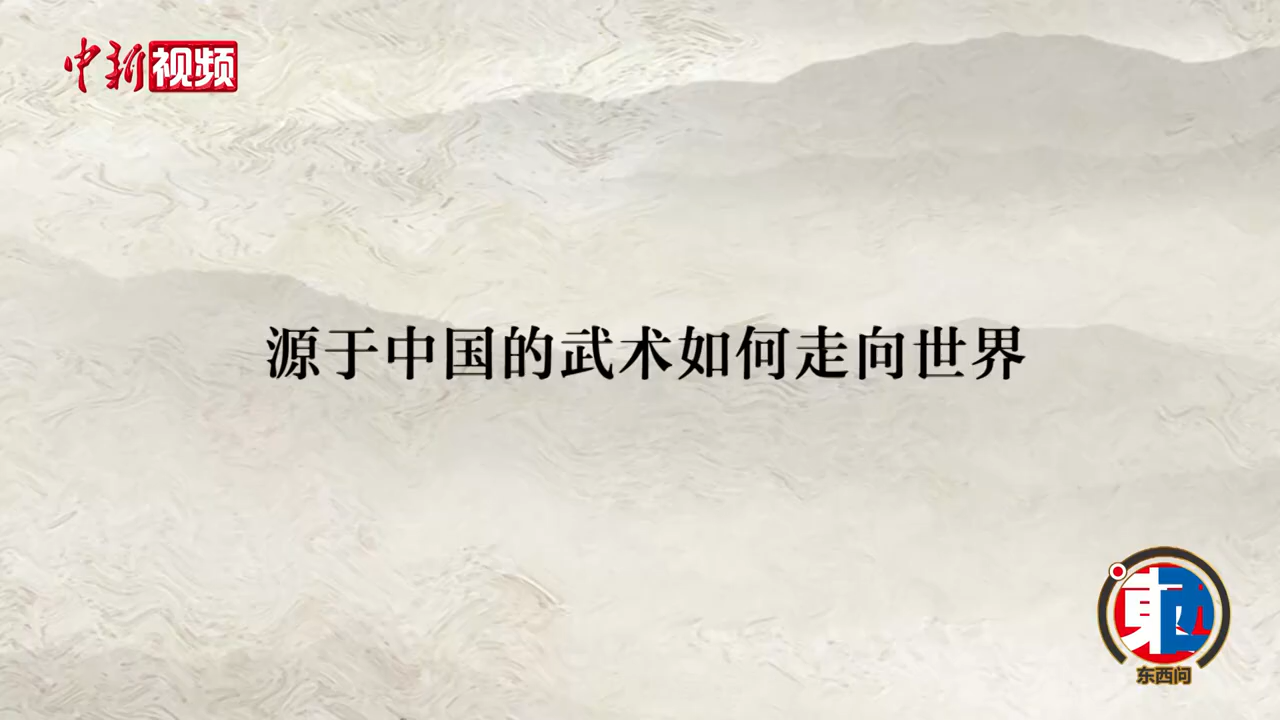 中新视频
源于中国的武术如何走向世界
东西问